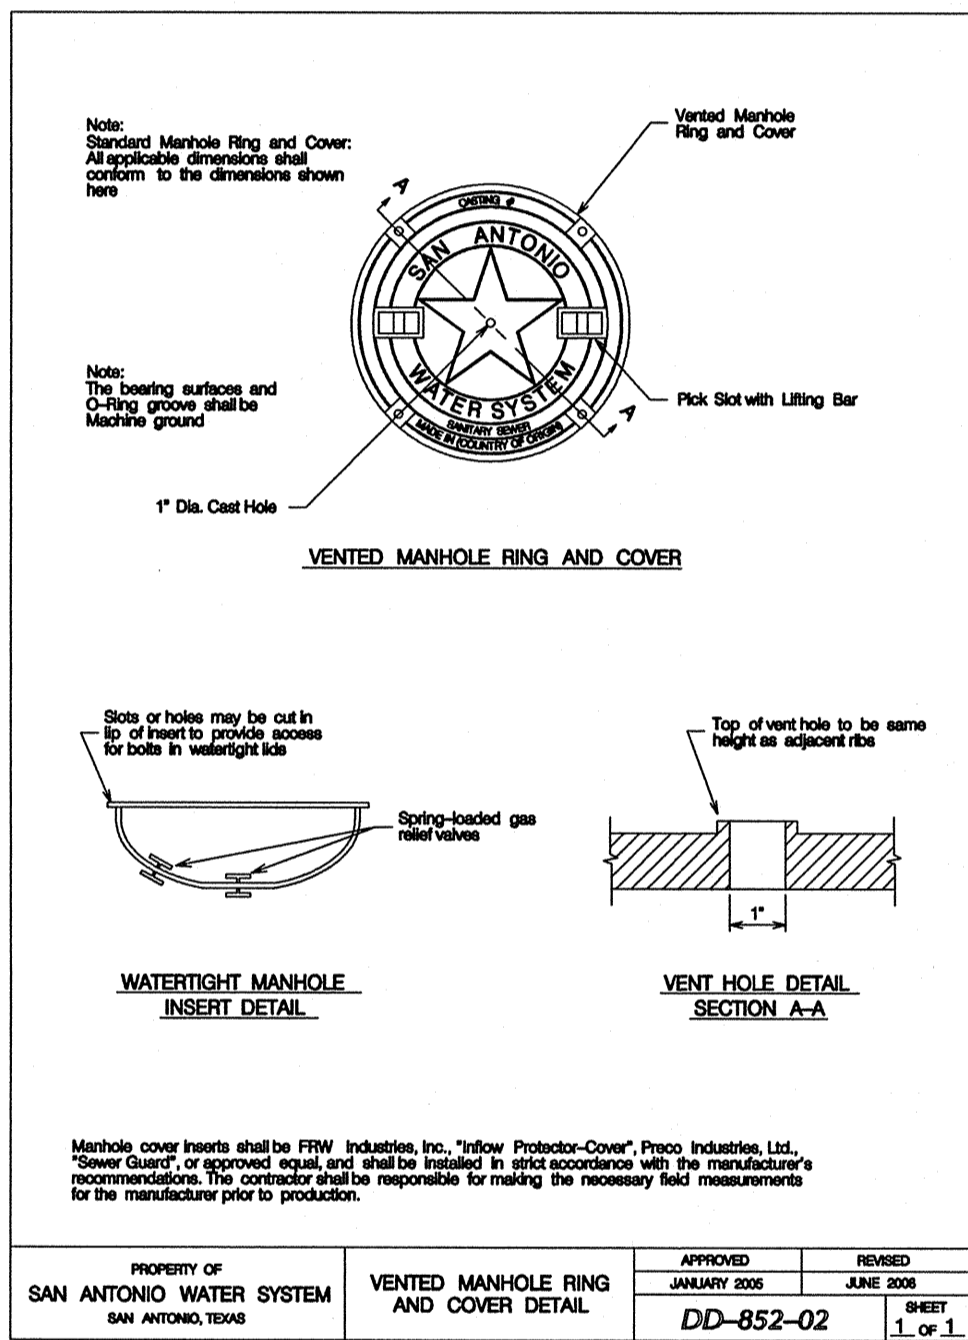 Note:
Standard Manhole Ring and Cover:
All applicable dimensions shall
conform to the dimensions shown
here
Vented Manhole
Ring and Cover
A
CASTING #
SAN ANTONIO
WATER SYSTEM
SANITARY SEWER
MADE IN (COUNTRY OF ORIGIN)
A
Note:
The bearing surfaces and
O-Ring groove shall be
Machine ground
Pick Slot with Lifting Bar
1" Dia. Cast Hole
VENTED MANHOLE RING AND COVER
Slots or holes may be cut in
lip of insert to provide access
for bolts in watertight lids
Spring-loaded gas
relief valves
WATERTIGHT MANHOLE
INSERT DETAIL
Top of vent hole to be same
height as adjacent ribs
1"
VENT HOLE DETAIL
SECTION A-A
Manhole cover inserts shall be FRW Industries, Inc., "Inflow Protector-Cover", Preco Industries, Ltd.,
"Sewer Guard", or approved equal, and shall be installed in strict accordance with the manufacturer's
recommendations. The contractor shall be responsible for making the necessary field measurements
for the manufacturer prior to production.
PROPERTY OF
SAN ANTONIO WATER SYSTEM
SAN ANTONIO, TEXAS
VENTED MANHOLE RING
AND COVER DETAIL
APPROVED
JANUARY 2005
REVISED
JUNE 2008
DD-852-02
SHEET
1 OF 1